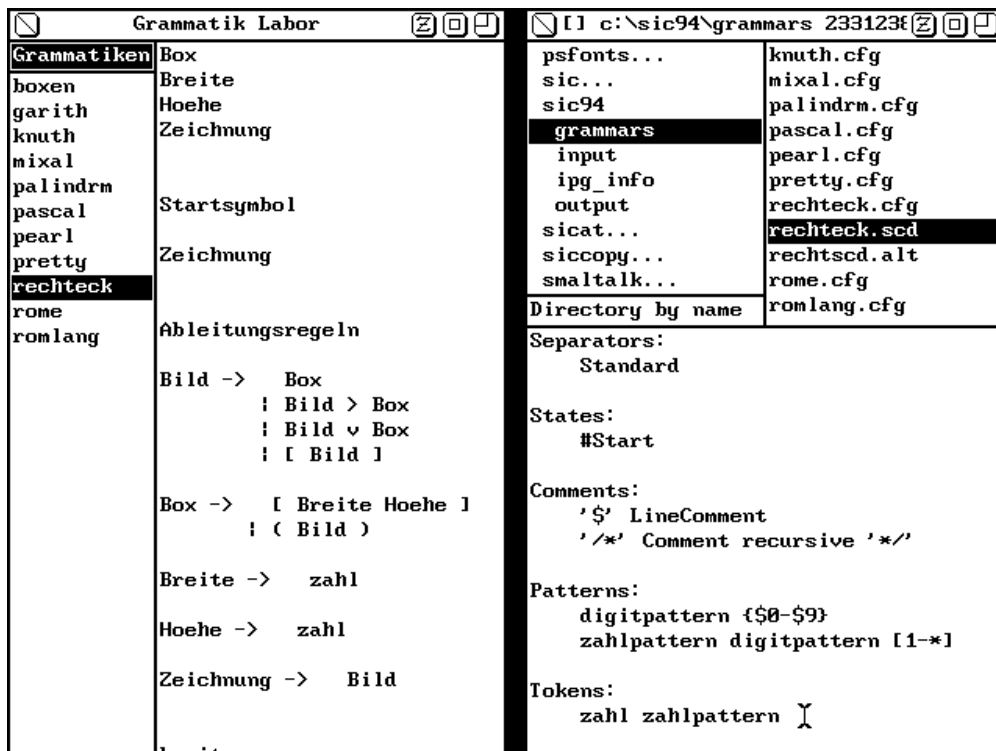 Grammatik Labor
Grammatiken
boxen
garith
knuth
mixal
palindrm
pascal
pearl
pretty
rechteck
rome
romlang
Box
Breite
Hoehe
Zeichnung
Startsymbol
Zeichnung
Ableitungsregeln
Bild -> Box
¦ Bild > Box
¦ Bild v Box
¦ [ Bild ]
Box -> [ Breite Hoehe ]
¦ ( Bild )
Breite -> zahl
Hoehe -> zahl
Zeichnung -> Bild
[] c:\sic94\grammars 2331238
psfonts...
sic...
sic94
grammars
input
ipg_info
output
sicat...
siccopy...
smaltalk...
Directory by name
knuth.cfg
mixal.cfg
palindrm.cfg
pascal.cfg
pearl.cfg
pretty.cfg
rechteck.cfg
rechteck.scd
rechtscd.alt
rome.cfg
romlang.cfg
Separators:
Standard
States:
#Start
Comments:
'$' LineComment
'/*' Comment recursive '*/'
Patterns:
digitpattern {$0-$9}
zahlpattern digitpattern [1-*]
Tokens:
zahl zahlpattern